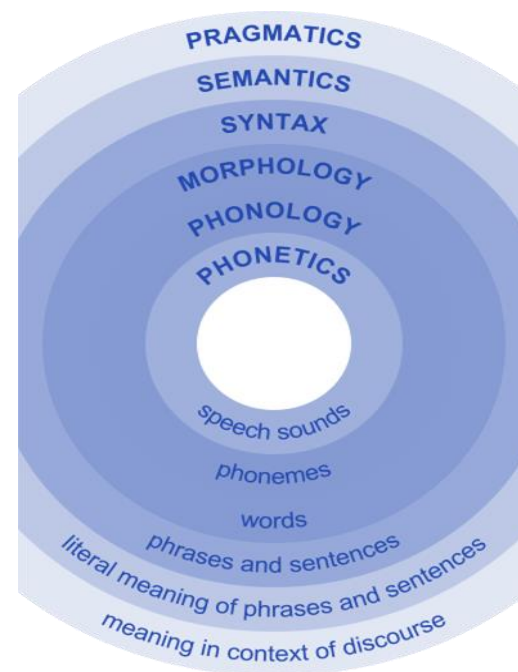 PRAGMATICS
SEMANTICS
SYNTAX
MORPHOLOGY
PHONOLOGY
PHONETICS
speech sounds
phonemes
words
phrases and sentences
literal meaning of phrases and sentences
meaning in context of discourse